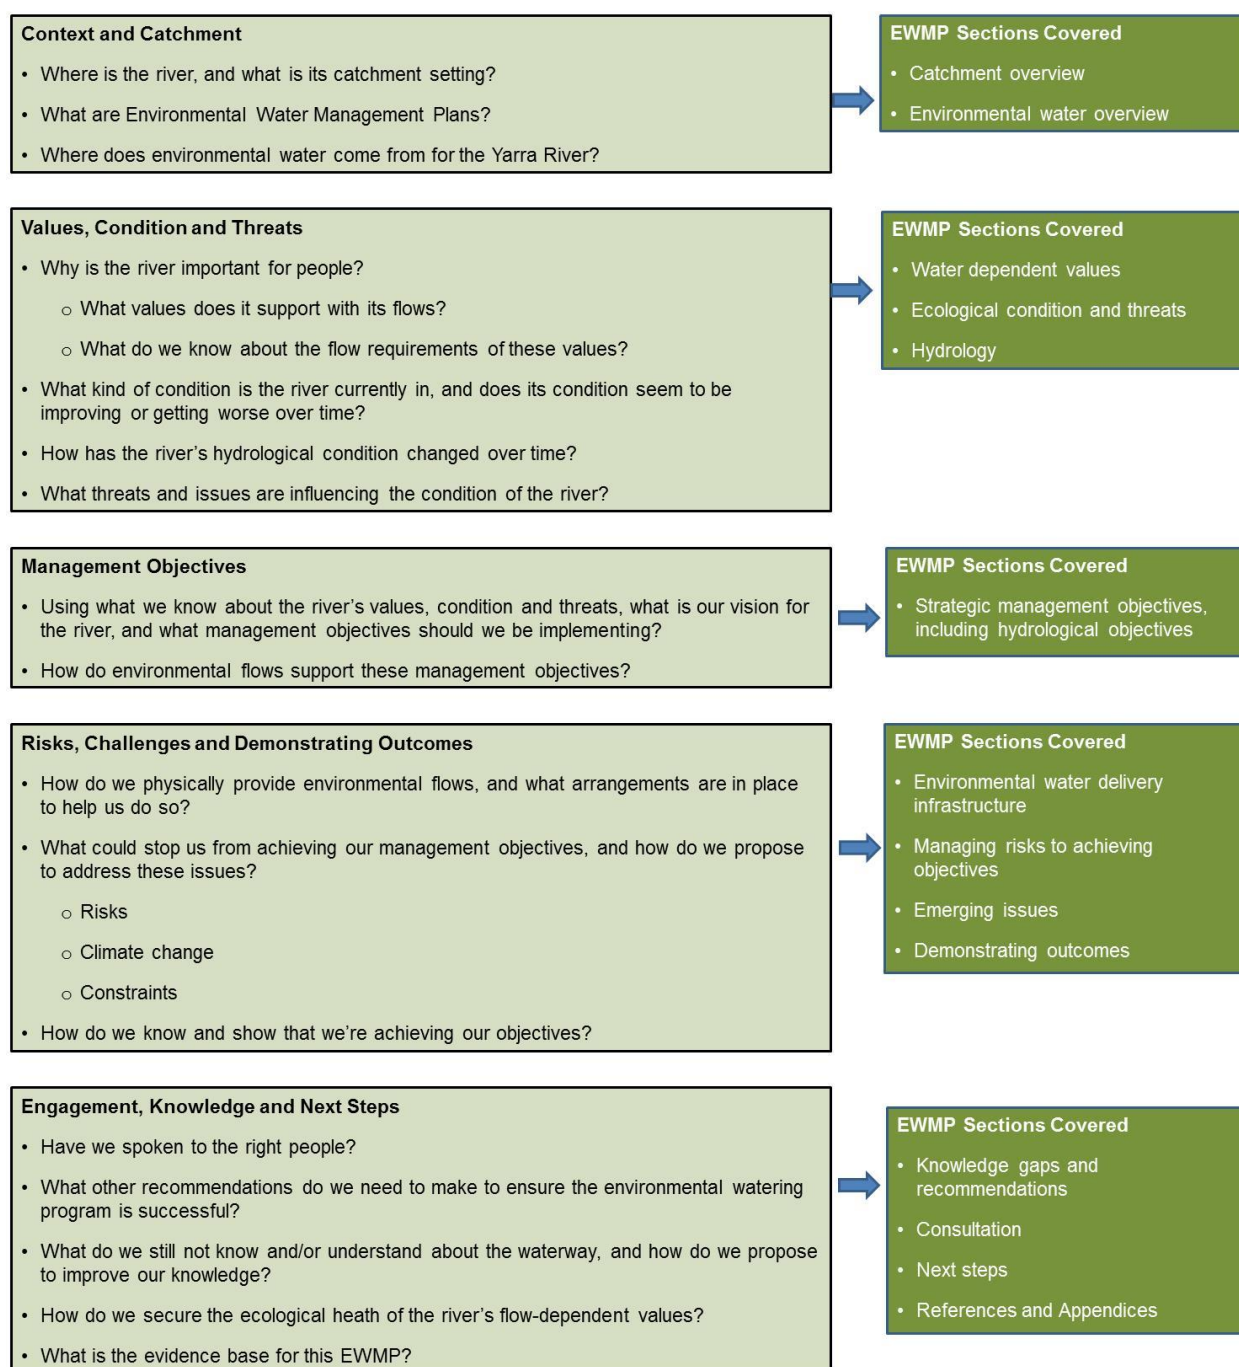 Context and Catchment
• Where is the river, and what is its catchment setting?
• What are Environmental Water Management Plans?
• Where does environmental water come from for the Yarra River?
EWMP Sections Covered
• Catchment overview
• Environmental water overview
Values, Condition and Threats
• Why is the river important for people?
o What values does it support with its flows?
o What do we know about the flow requirements of these values?
• What kind of condition is the river currently in, and does its condition seem to be
improving or getting worse over time?
• How has the river's hydrological condition changed over time?
• What threats and issues are influencing the condition of the river?
EWMP Sections Covered
• Water dependent values
• Ecological condition and threats
• Hydrology
Management Objectives
• Using what we know about the river's values, condition and threats, what is our vision for
the river, and what management objectives should we be implementing?
• How do environmental flows support these management objectives?
EWMP Sections Covered
• Strategic management objectives,
including hydrological objectives
Risks, Challenges and Demonstrating Outcomes
• How do we physically provide environmental flows, and what arrangements are in place
to help us do so?
• What could stop us from achieving our management objectives, and how do we propose
to address these issues?
o Risks
o Climate change
o Constraints
• How do we know and show that we're achieving our objectives?
EWMP Sections Covered
• Environmental water delivery
infrastructure
• Managing risks to achieving
objectives
• Emerging issues
• Demonstrating outcomes
Engagement, Knowledge and Next Steps
• Have we spoken to the right people?
• What other recommendations do we need to make to ensure the environmental watering
program is successful?
• What do we still not know and/or understand about the waterway, and how do we propose
to improve our knowledge?
• How do we secure the ecological heath of the river's flow-dependent values?
• What is the evidence base for this EWMP?
EWMP Sections Covered
• Knowledge gaps and
recommendations
• Consultation
• Next steps
• References and Appendices